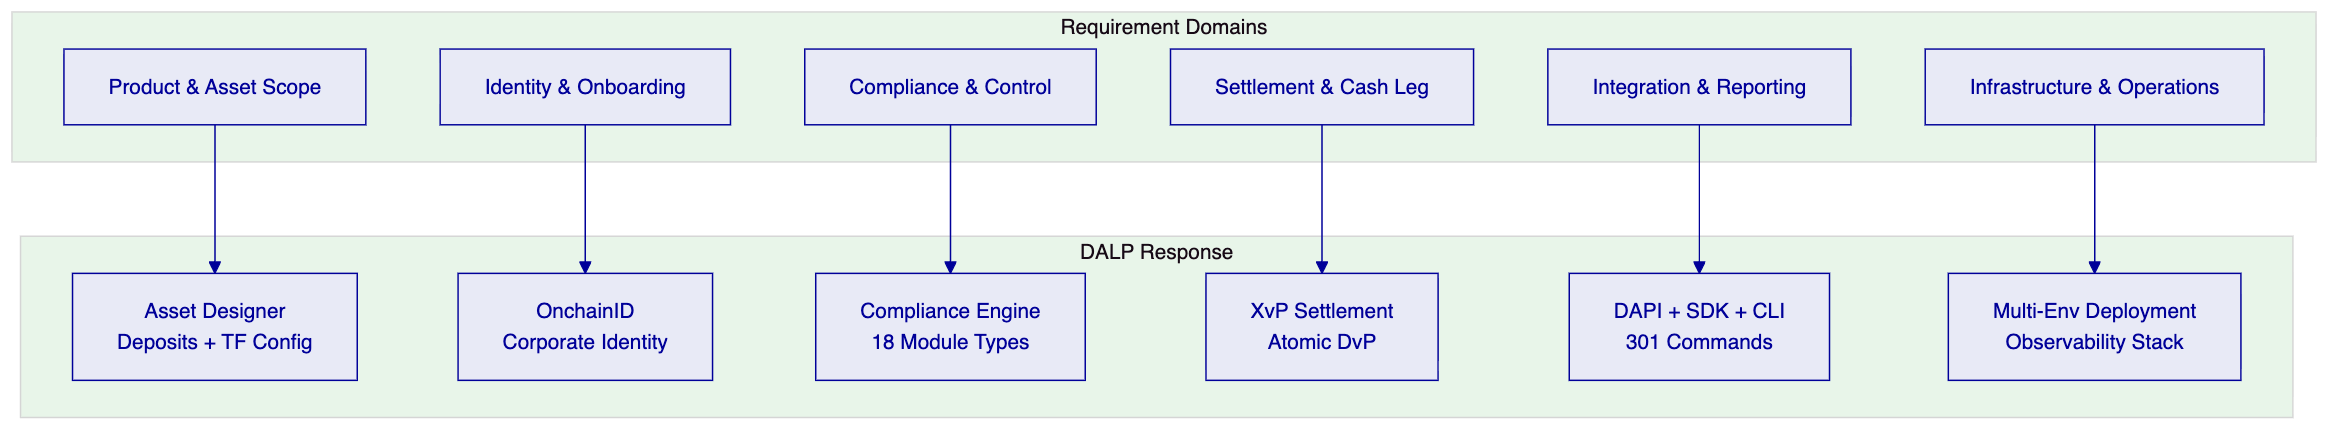 Requirement Domains
Product & Asset Scope
Identity & Onboarding
Compliance & Control
Settlement & Cash Leg
Integration & Reporting
Infrastructure & Operations
DALP Response
Asset Designer
Deposits + TF Config
OnchainID
Corporate Identity
Compliance Engine
18 Module Types
XvP Settlement
Atomic DvP
DAPI + SDK + CLI
301 Commands
Multi-Env Deployment
Observability Stack